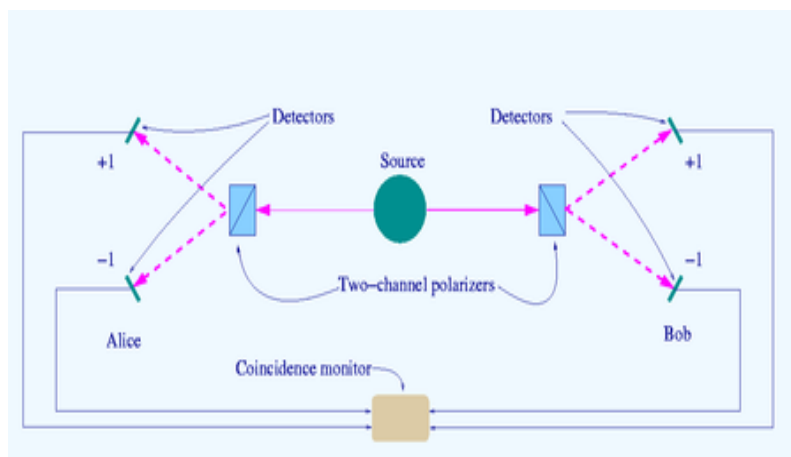 Detectors
Detectors
Source
+1
+1
−1
−1
Two−channel polarizers
Alice
Bob
Coincidence monitor